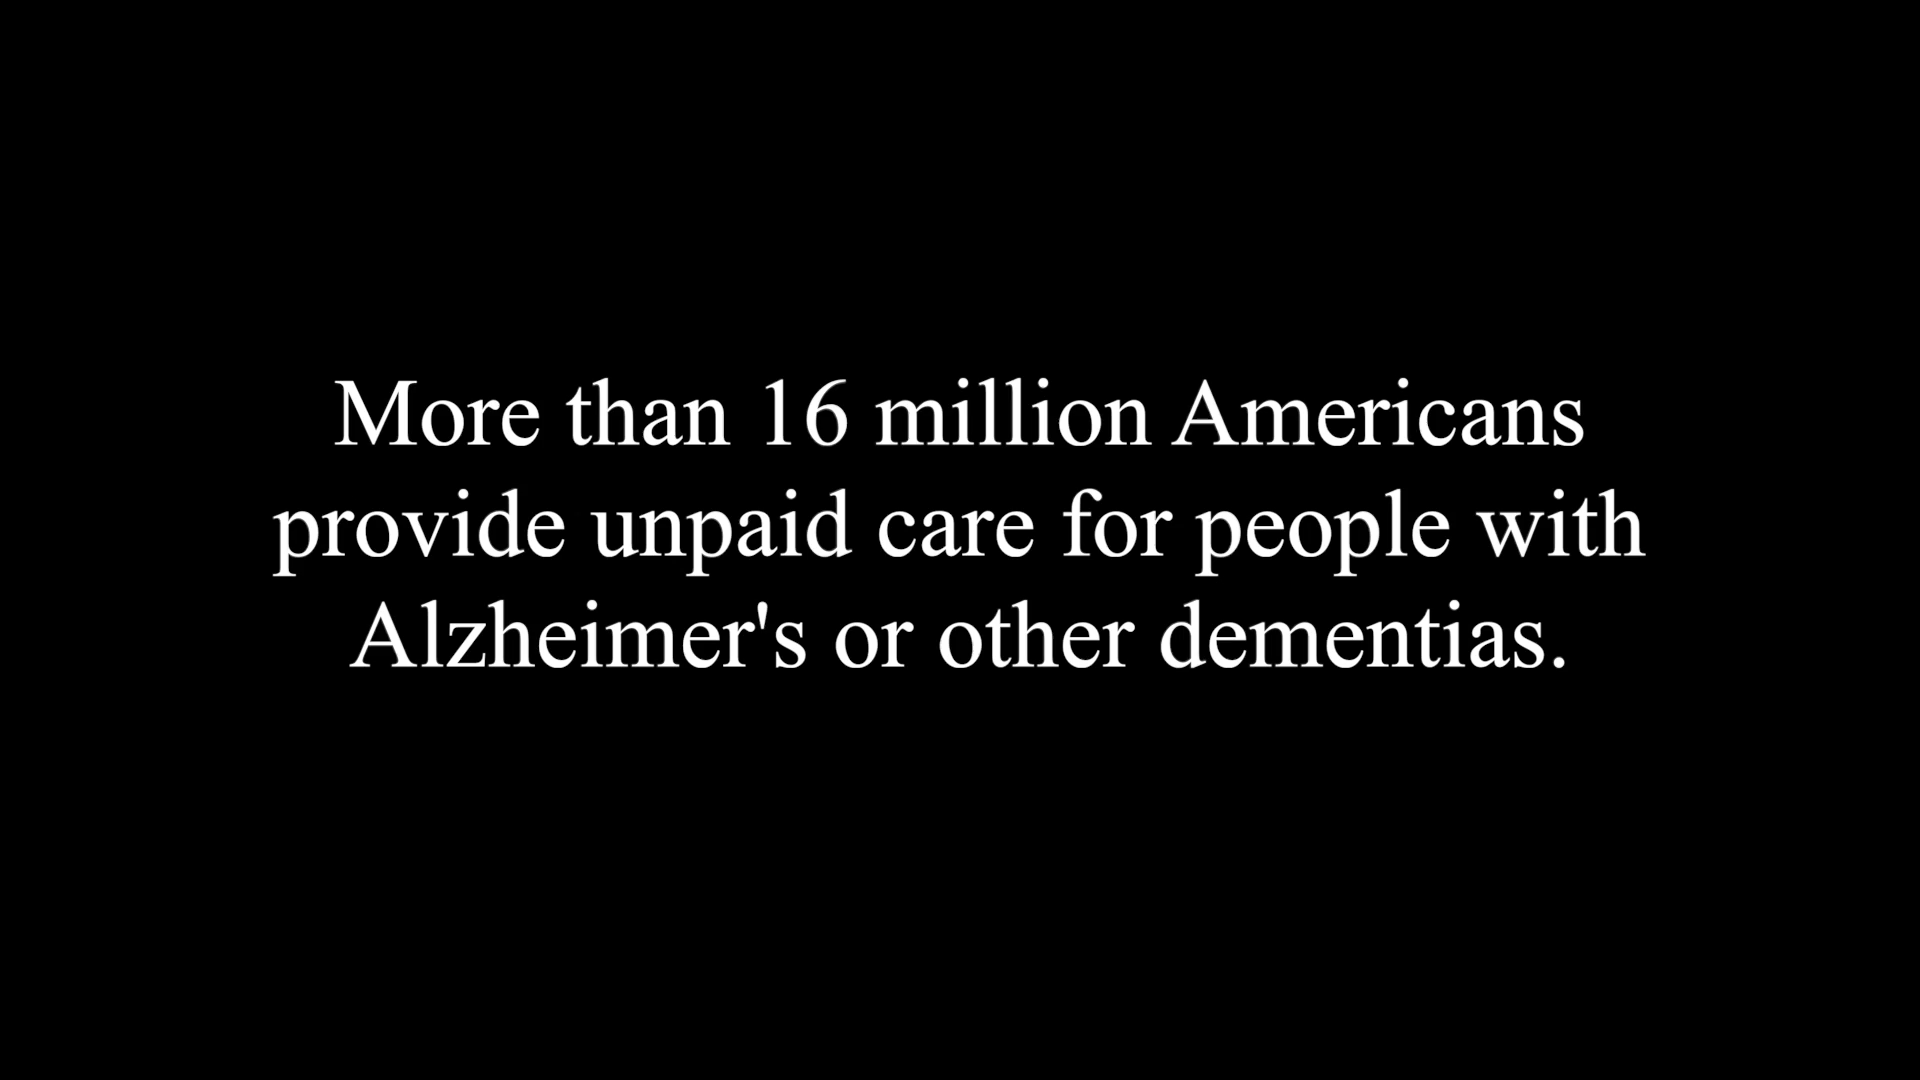 More than 16 million Americans
provide unpaid care for people with
Alzheimer's or other dementias.